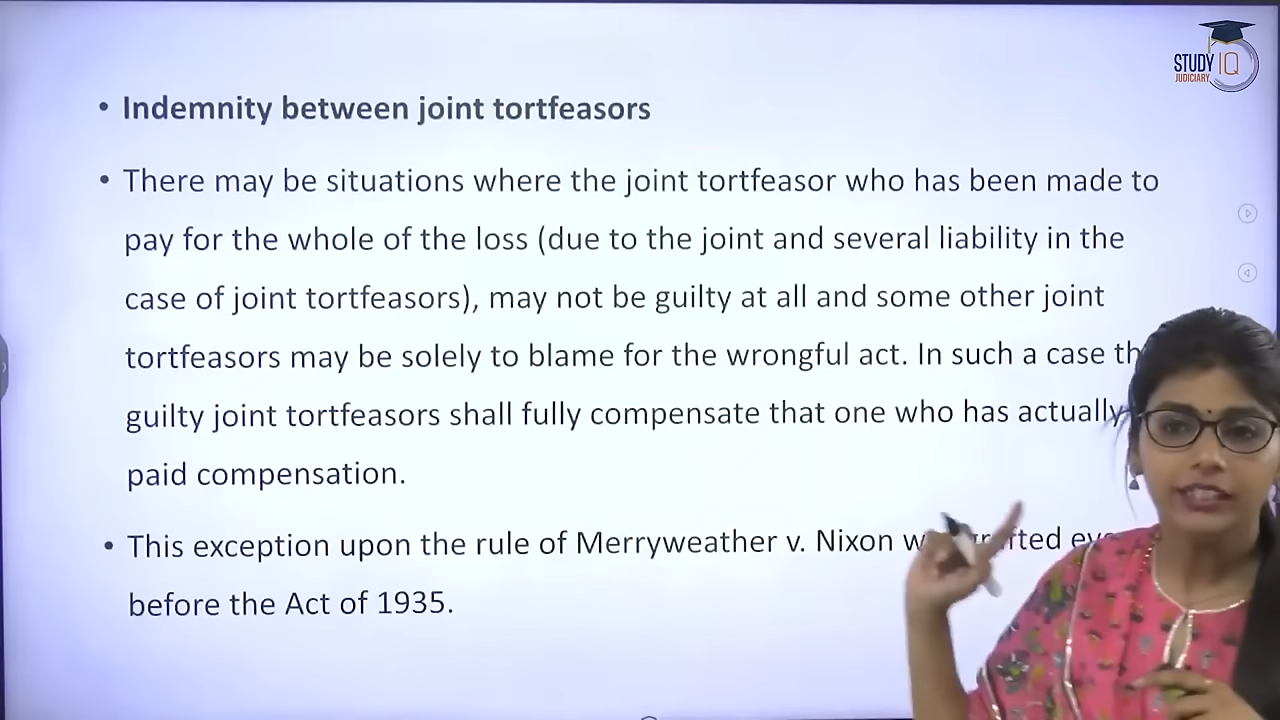 STUDY IQ
JUDICIARY
• Indemnity between joint tortfeasors
• There may be situations where the joint tortfeasor who has been made to
pay for the whole of the loss (due to the joint and several liability in the
case of joint tortfeasors), may not be guilty at all and some other joint
tortfeasors may be solely to blame for the wrongful act. In such a case
guilty joint tortfeasors shall fully compensate that one who has actually
paid compensation.
• This exception upon the rule of Merryweather v. Nixon
before the Act of 1935.